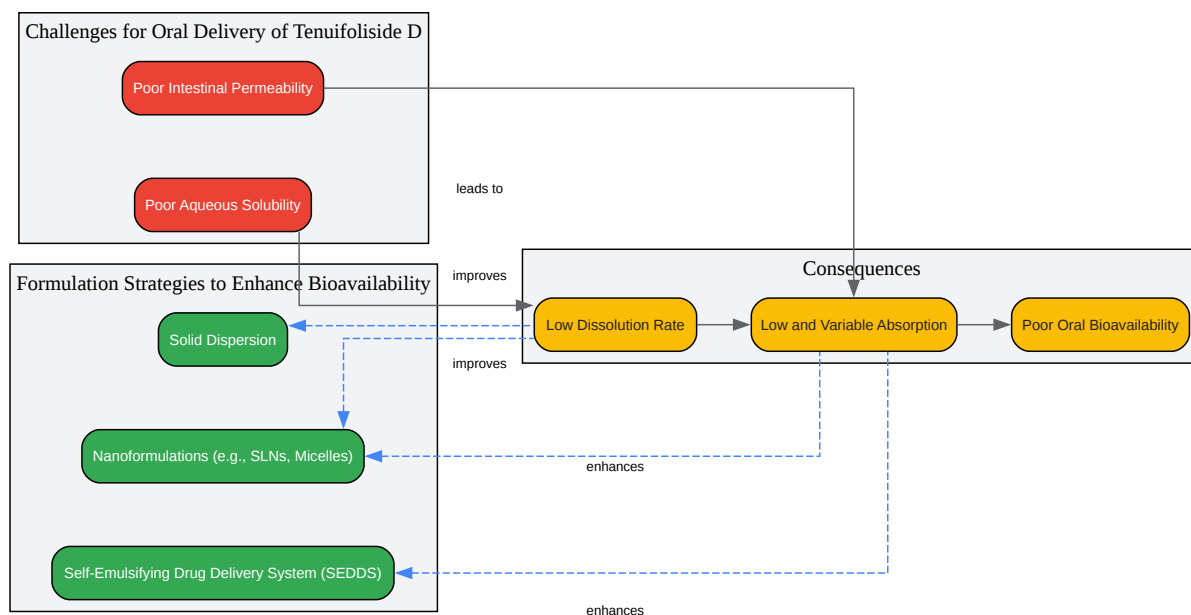 Challenges for Oral Delivery of Tenuifoliside D
Poor Intestinal Permeability
Poor Aqueous Solubility
leads to
Formulation Strategies to Enhance Bioavailability
improves
Consequences
Solid Dispersion
Low Dissolution Rate
Low and Variable Absorption
Poor Oral Bioavailability
improves
Nanoformulations (e.g., SLNs, Micelles)
enhances
Self-Emulsifying Drug Delivery System (SEDDS)
enhances